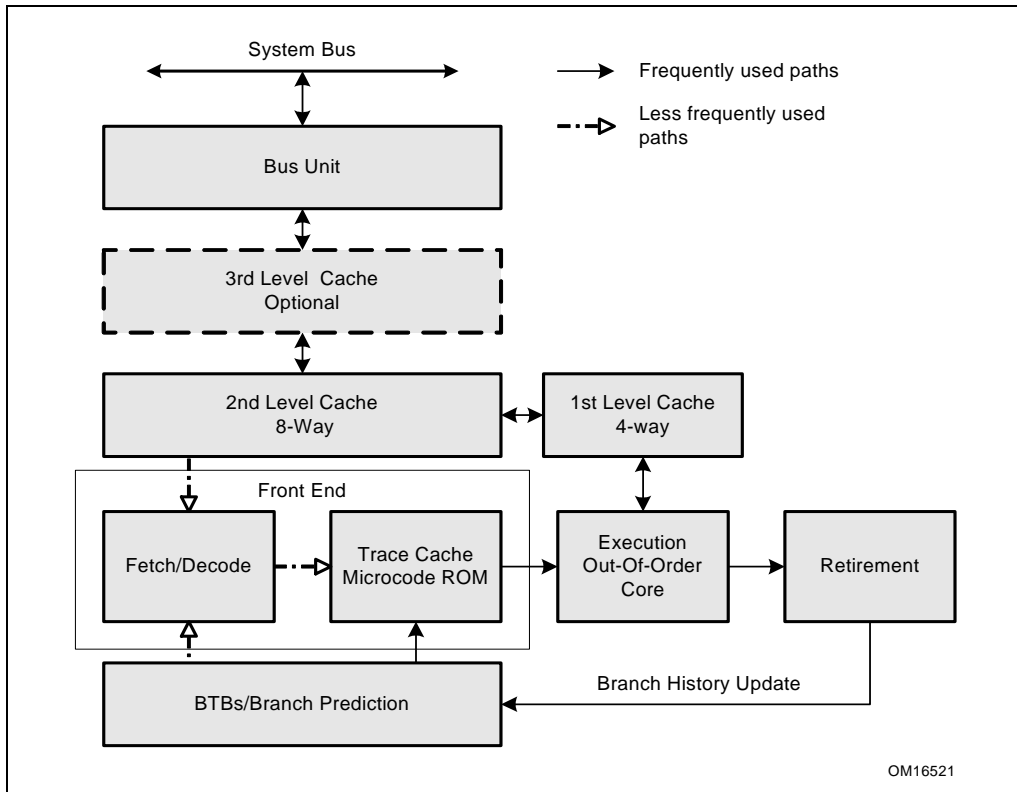 System Bus
Frequently used paths
Less frequently used
paths
Bus Unit
3rd Level Cache
Optional
2nd Level Cache
8-Way
1st Level Cache
4-way
Front End
Fetch/Decode
Trace Cache
Microcode ROM
Execution
Out-Of-Order
Core
Retirement
BTBs/Branch Prediction
Branch History Update
OM16521